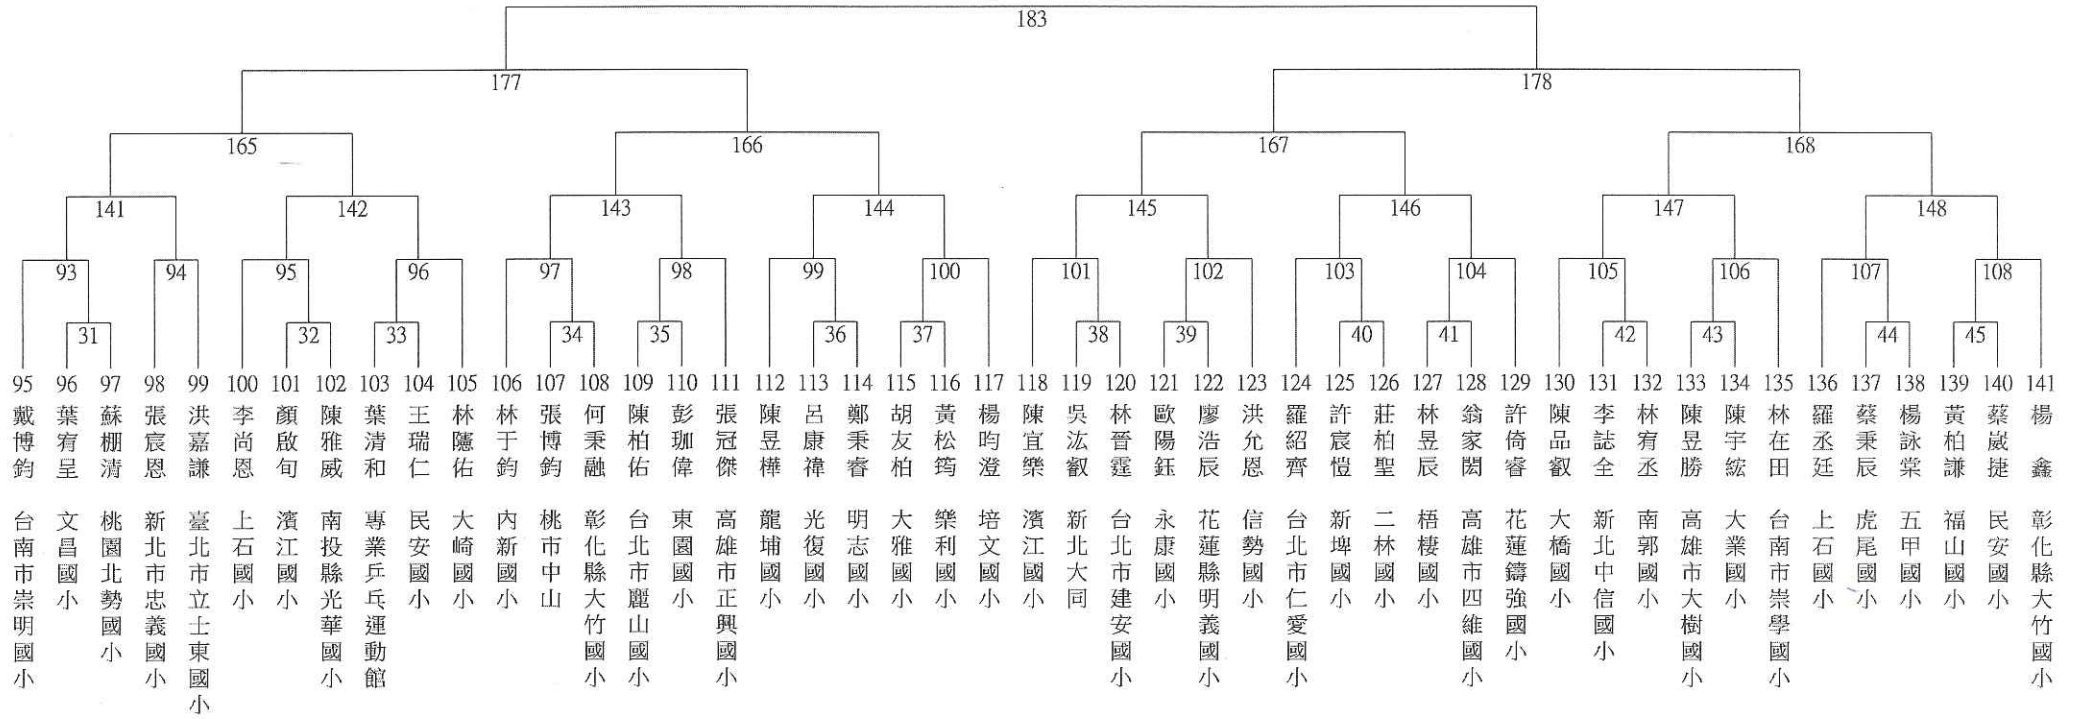 183
177 178
165 166 167 168
141 142 143 144 145 146 147 148
93 94 95 96 97 98 99 100 101 102 103 104 105 106 107 108
31 32 33 34 35 36 37 38 39 40 41 42 43 44 45
95 戴博鈞 台南市崇明國小
96 葉宥呈 文昌國小
97 蘇棚清 桃園北勢國小
98 張宸恩 新北市忠義國小
99 洪嘉謙 臺北市立士東國小
100 李尚恩 上石國小
101 顏啟旬 濱江國小
102 陳雅威 南投縣光華國小
103 葉清和 專業乒乓運動館
104 王瑞仁 民安國小
105 林薩佑 大崎國小
106 林于鈞 內新國小
107 張博鈞 桃市中山
108 何秉融 彰化縣大竹國小
109 陳柏佑 台北市麗山國小
110 彭珈偉 東園國小
111 張冠傑 高雄市正興國小
112 陳昱樺 龍埔國小
113 呂康禕 光復國小
114 鄭秉睿 明志國小
115 胡友柏 大雅國小
116 黃松筠 樂利國小
117 楊昀澄 培文國小
118 陳宜樂 濱江國小
119 吳浤叡 新北大同
120 林晉霆 台北市建安國小
121 歐陽鈺 永康國小
122 廖浩辰 花蓮縣明義國小
123 洪允恩 信勢國小
124 羅紹齊 台北市仁愛國小
125 許宸愷 新埤國小
126 莊柏聖 二林國小
127 林昱辰 梧棲國小
128 翁家閎 高雄市四維國小
129 許倚睿 花蓮鑄強國小
130 陳品叡 大橋國小
131 李誌全 新北中信國小
132 林宥丞 南郭國小
133 陳昱勝 高雄市大樹國小
134 陳宇紘 大業國小
135 林在田 台南市崇學國小
136 羅丞廷 上石國小
137 蔡秉辰 虎尾國小
138 楊詠棠 五甲國小
139 黃柏謙 福山國小
140 蔡崴捷 民安國小
141 楊鑫 彰化縣大竹國小